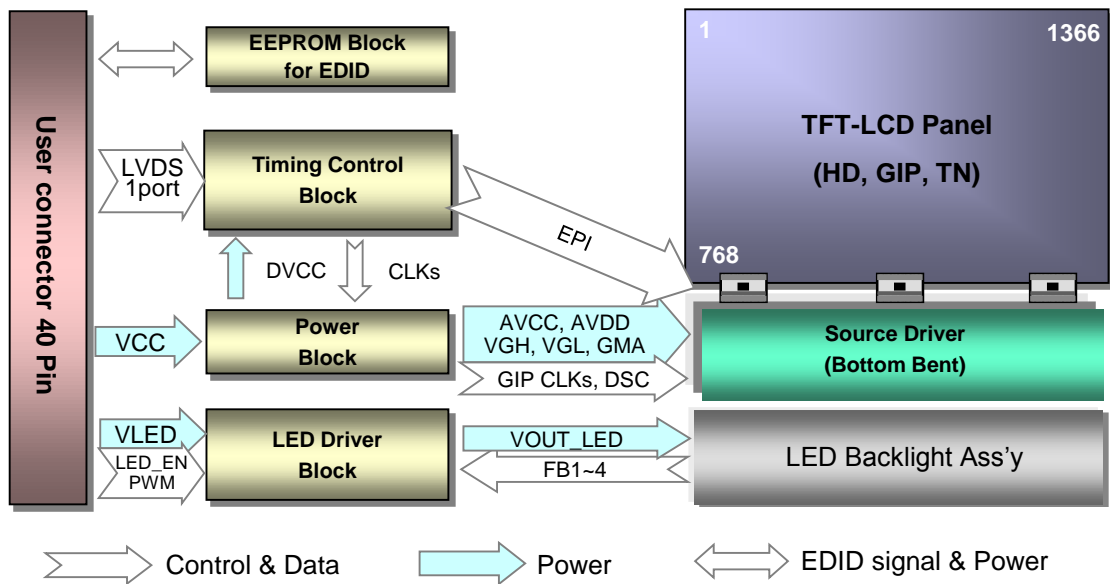 User connector 40 Pin
EEPROM Block
for EDID
LVDS
1port
Timing Control
Block
DVCC
CLKs
EPI
1
1366
TFT-LCD Panel
(HD, GIP, TN)
768
VCC
Power
Block
AVCC, AVDD
VGH, VGL, GMA
GIP CLKs, DSC
Source Driver
(Bottom Bent)
VLED
LED_EN
PWM
LED Driver
Block
VOUT_LED
FB1~4
LED Backlight Ass'y
Control & Data
Power
EDID signal & Power